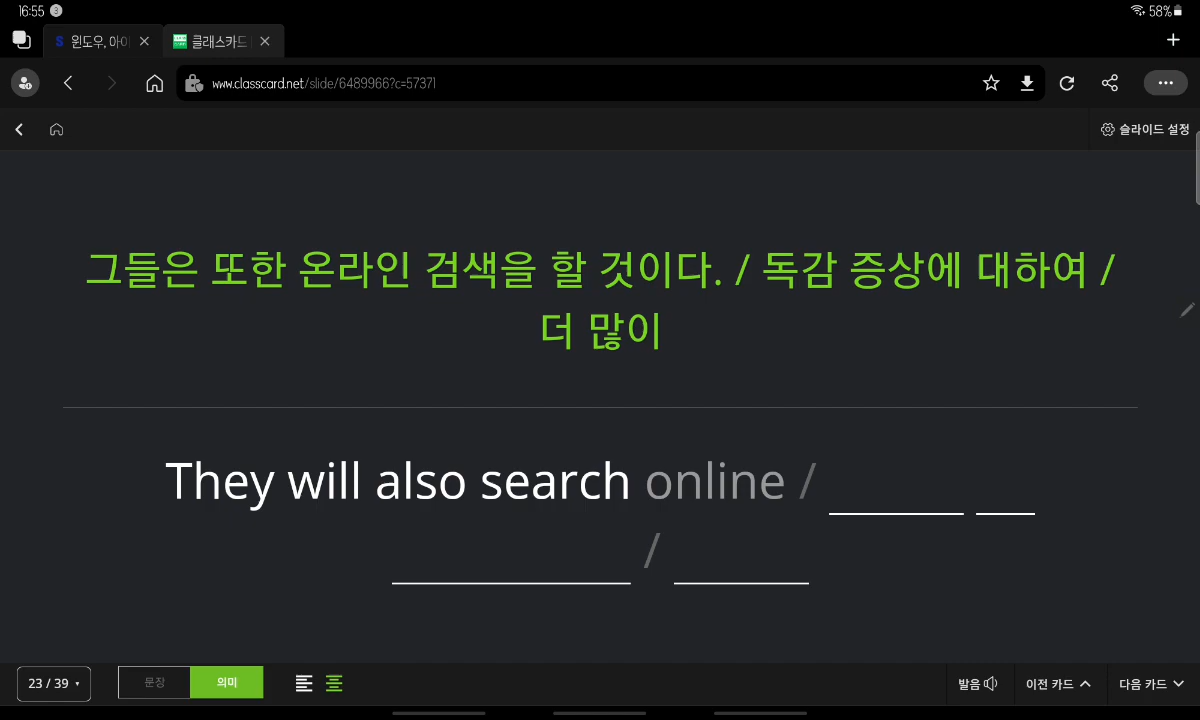 16:55 3 58%
S 윈도우, 아이 클래스카드
www.classcard.net/slide/6489966?c=57371
슬라이드 설정
그들은 또한 온라인 검색을 할 것이다. / 독감 증상에 대하여 /
더 많이
They will also search online /
/
23 / 39 문장 의미 발음 이전 카드 다음 카드